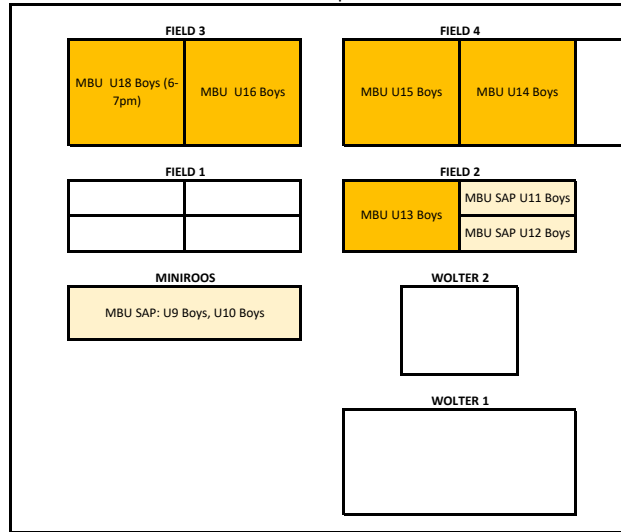 FIELD 3
FIELD 4
MBU U18 Boys (6-
7pm)
MBU U16 Boys
MBU U15 Boys
MBU U14 Boys
FIELD 1
FIELD 2
MBU U13 Boys
MBU SAP U11 Boys
MBU SAP U12 Boys
MINIROOS
WOLTER 2
MBU SAP: U9 Boys, U10 Boys
WOLTER 1